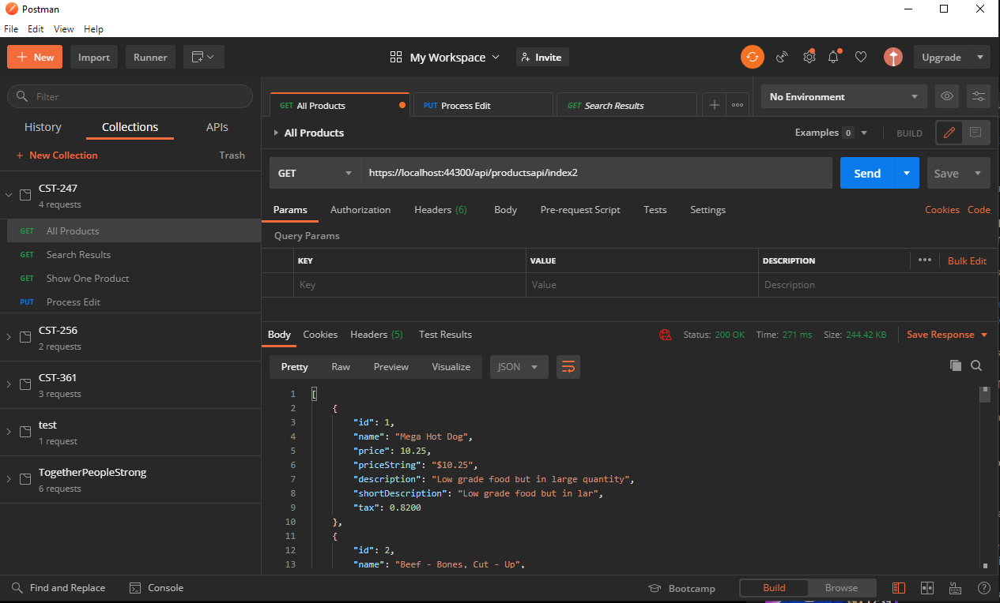 Postman
File Edit View Help
New Import Runner My Workspace Invite Upgrade
Filter
History Collections APIs
New Collection Trash
CST-247
4 requests
GET All Products
GET Search Results
GET Show One Product
PUT Process Edit
CST-256
2 requests
CST-361
3 requests
test
1 request
TogetherPeopleStrong
6 requests
GET All Products PUT Process Edit GET Search Results No Environment
All Products Examples 0 BUILD
GET https://localhost:44300/api/productsapi/index2 Send Save
Params Authorization Headers (6) Body Pre-request Script Tests Settings Cookies Code
Query Params
KEY VALUE DESCRIPTION Bulk Edit
Key Value Description
Body Cookies Headers (5) Test Results Status: 200 OK Time: 271 ms Size: 244.42 KB Save Response
Pretty Raw Preview Visualize JSON
1 [
2 {
3 "id": 1,
4 "name": "Mega Hot Dog",
5 "price": 10.25,
6 "priceString": "$10.25",
7 "description": "Low grade food but in large quantity",
8 "shortDescription": "Low grade food but in lar",
9 "tax": 0.8200
10 },
11 {
12 "id": 2,
13 "name": "Beef - Bones, Cut - Up",
Find and Replace Console Bootcamp Build Browse